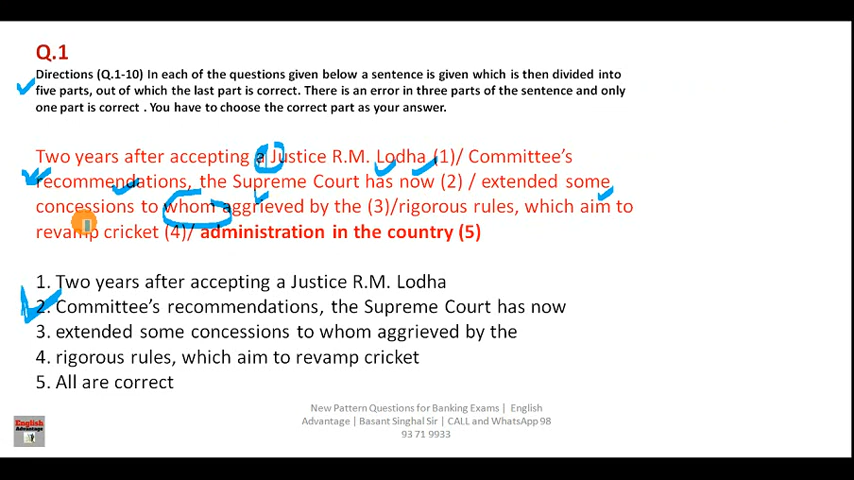 Q.1
Directions (Q.1-10) In each of the questions given below a sentence is given which is then divided into
five parts, out of which the last part is correct. There is an error in three parts of the sentence and only
one part is correct . You have to choose the correct part as your answer.
Two years after accepting a Justice R.M. Lodha (1)/ Committee's
recommendations, the Supreme Court has now (2) / extended some
concessions to whom aggrieved by the (3)/rigorous rules, which aim to
revamp cricket (4)/ administration in the country (5)
1. Two years after accepting a Justice R.M. Lodha
2. Committee's recommendations, the Supreme Court has now
3. extended some concessions to whom aggrieved by the
4. rigorous rules, which aim to revamp cricket
5. All are correct
New Pattern Questions for Banking Exams | English
Advantage | Basant Singhal Sir | CALL and WhatsApp 98
93 71 9933
English
Advantage